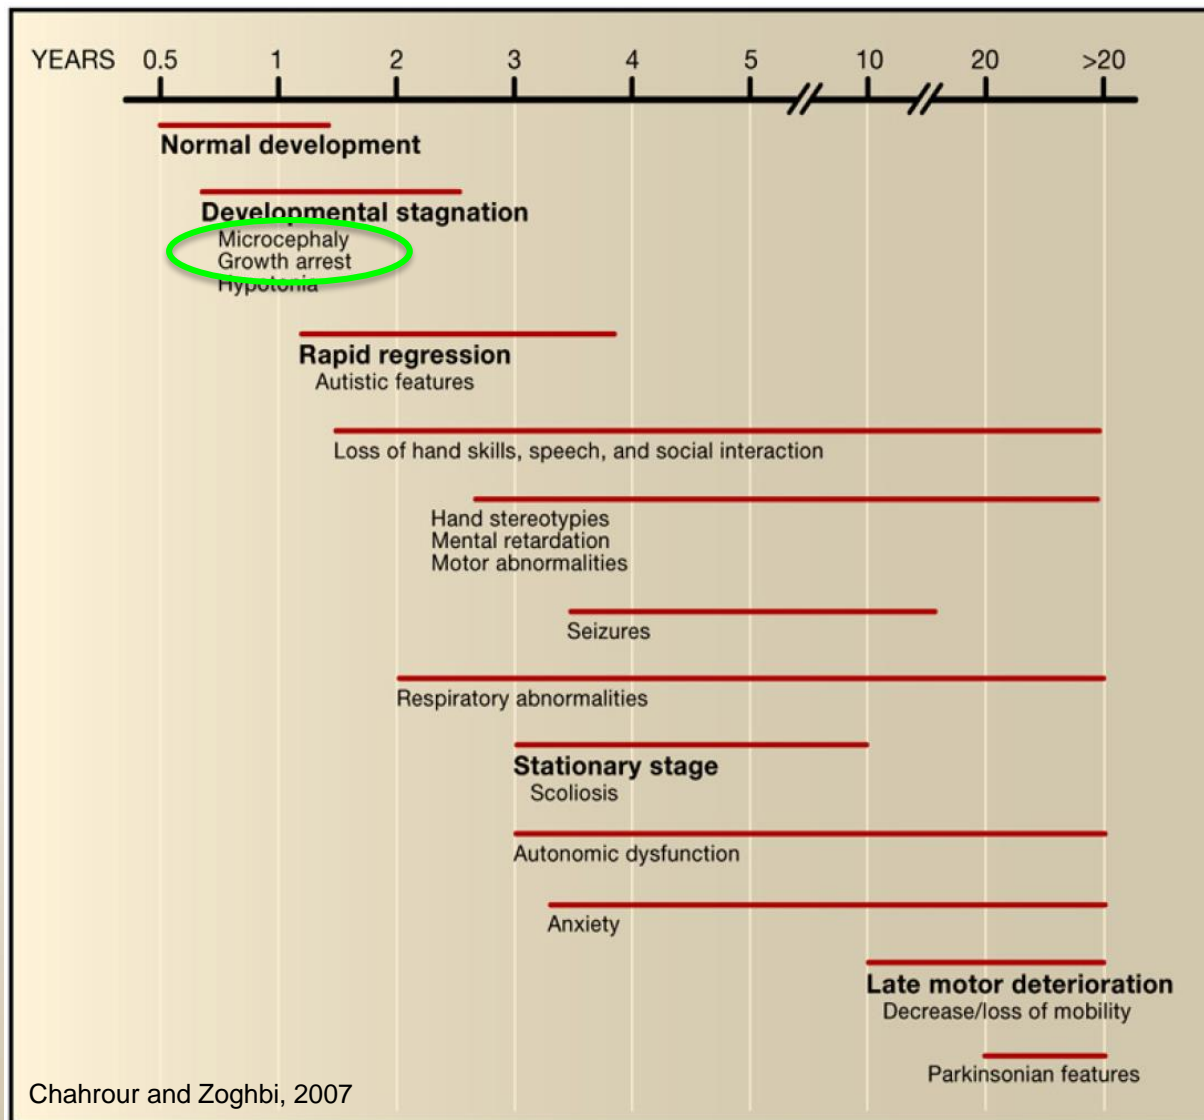 YEARS 0.5 1 2 3 4 5 10 20 >20
Normal development
Developmental stagnation
Microcephaly
Growth arrest
Hypotonia
Rapid regression
Autistic features
Loss of hand skills, speech, and social interaction
Hand stereotypies
Mental retardation
Motor abnormalities
Seizures
Respiratory abnormalities
Stationary stage
Scoliosis
Autonomic dysfunction
Anxiety
Late motor deterioration
Decrease/loss of mobility
Parkinsonian features
Chahrour and Zoghbi, 2007